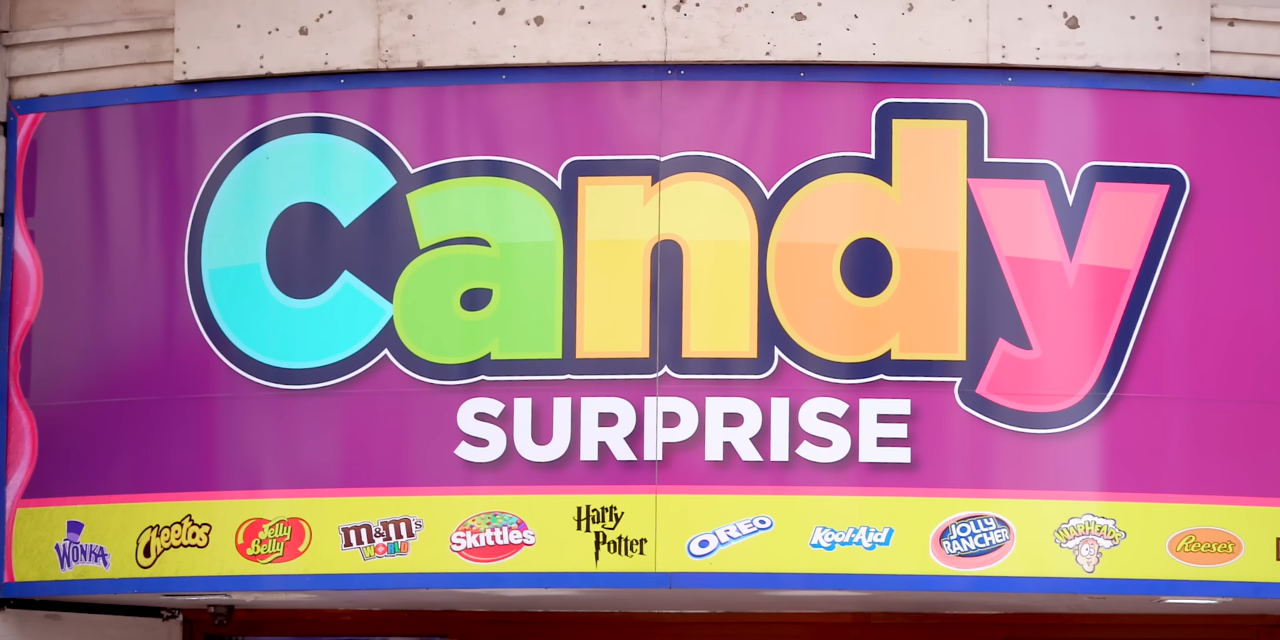 Candy
SURPRISE
WONKA Cheetos Jelly Belly m&m's WORLD Skittles Harry Potter OREO Kool-Aid JOLLY RANCHER WARHEADS Reese's